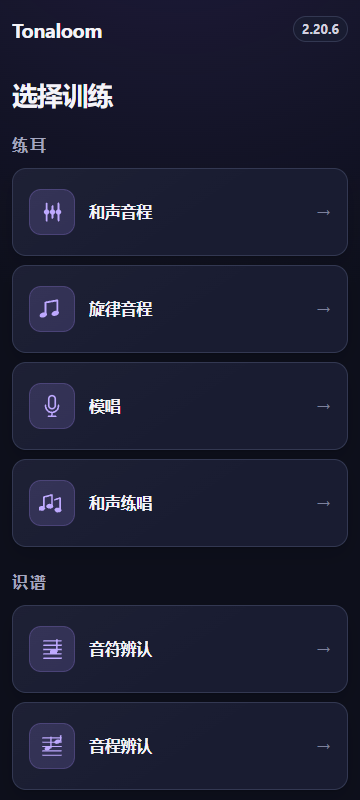 Tonaloom
2.20.6
选择训练
练耳
和声音程
→
旋律音程
→
模唱
→
和声练唱
→
识谱
音符辨认
→
音程辨认
→